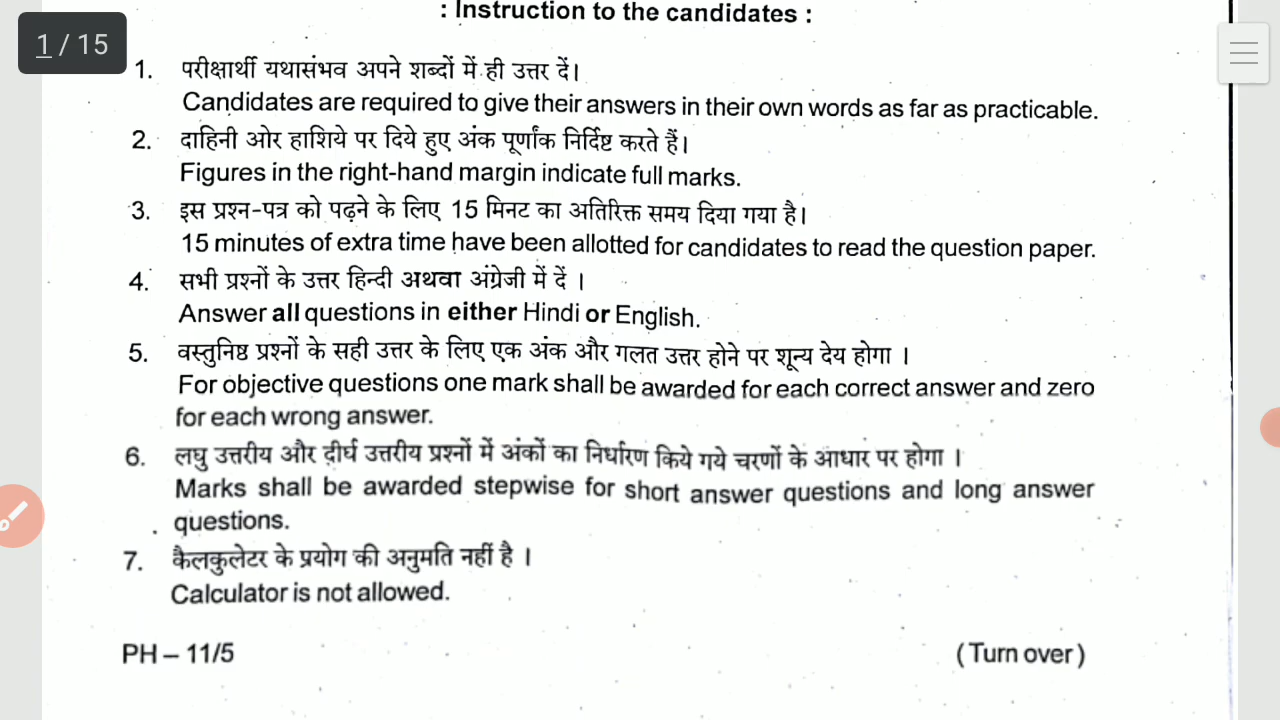 : Instruction to the candidates :
1 / 15
1. परीक्षार्थी यथासंभव अपने शब्दों में ही उत्तर दें।
Candidates are required to give their answers in their own words as far as practicable.
2. दाहिनी ओर हाशिये पर दिये हुए अंक पूर्णांक निर्दिष्ट करते हैं।
Figures in the right-hand margin indicate full marks.
3. इस प्रश्न-पत्र को पढ़ने के लिए 15 मिनट का अतिरिक्त समय दिया गया है।
15 minutes of extra time have been allotted for candidates to read the question paper.
4. सभी प्रश्नों के उत्तर हिन्दी अथवा अंग्रेजी में दें ।
Answer all questions in either Hindi or English.
5. वस्तुनिष्ठ प्रश्नों के सही उत्तर के लिए एक अंक और गलत उत्तर होने पर शून्य देय होगा ।
For objective questions one mark shall be awarded for each correct answer and zero
for each wrong answer.
6. लघु उत्तरीय और दीर्घ उत्तरीय प्रश्नों में अंकों का निर्धारण किये गये चरणों के आधार पर होगा ।
Marks shall be awarded stepwise for short answer questions and long answer
questions.
7. कैलकुलेटर के प्रयोग की अनुमति नहीं है ।
Calculator is not allowed.
PH – 11/5 (Turn over)